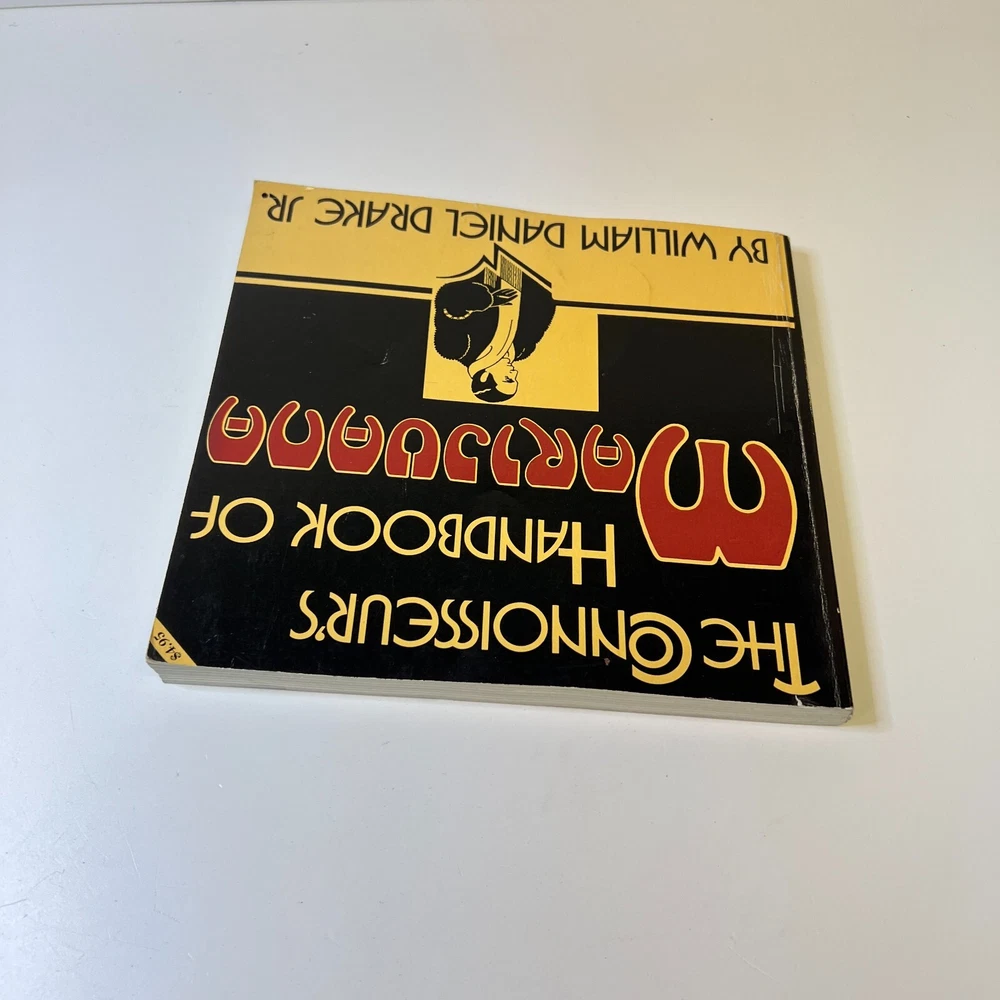 THE CONNOISSEUR'S
HANDBOOK OF
MARIJUANA
BY WILLIAM DANIEL DRAKE JR.
$4.95